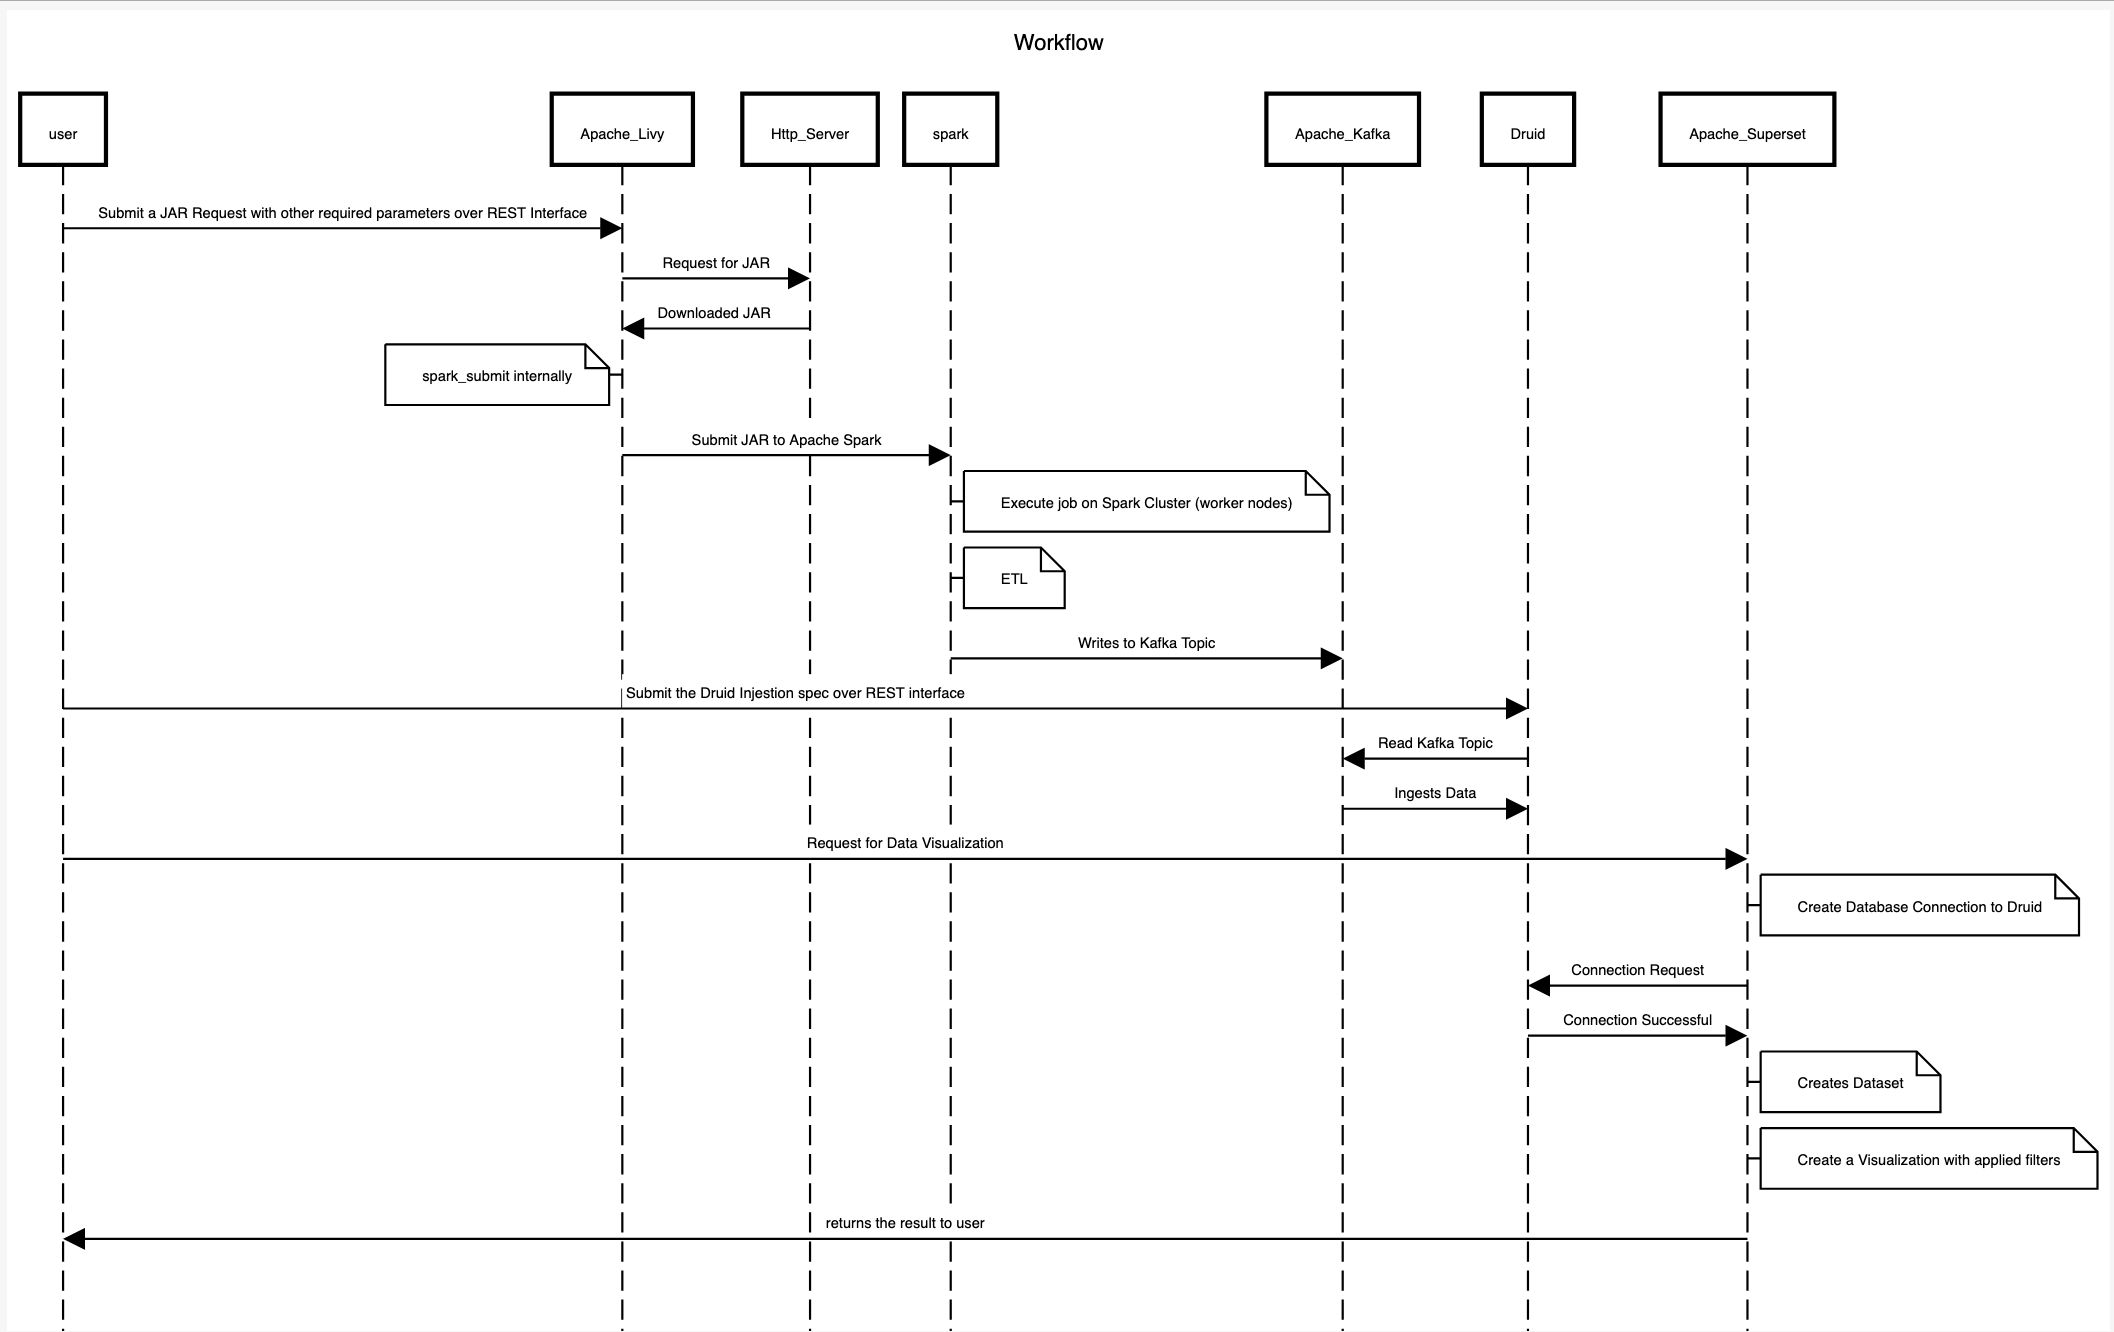 Workflow
user
Apache_Livy
Http_Server
spark
Apache_Kafka
Druid
Apache_Superset
Submit a JAR Request with other required parameters over REST Interface
Request for JAR
Downloaded JAR
spark_submit internally
Submit JAR to Apache Spark
Execute job on Spark Cluster (worker nodes)
ETL
Writes to Kafka Topic
Submit the Druid Injestion spec over REST interface
Read Kafka Topic
Ingests Data
Request for Data Visualization
Create Database Connection to Druid
Connection Request
Connection Successful
Creates Dataset
Create a Visualization with applied filters
returns the result to user